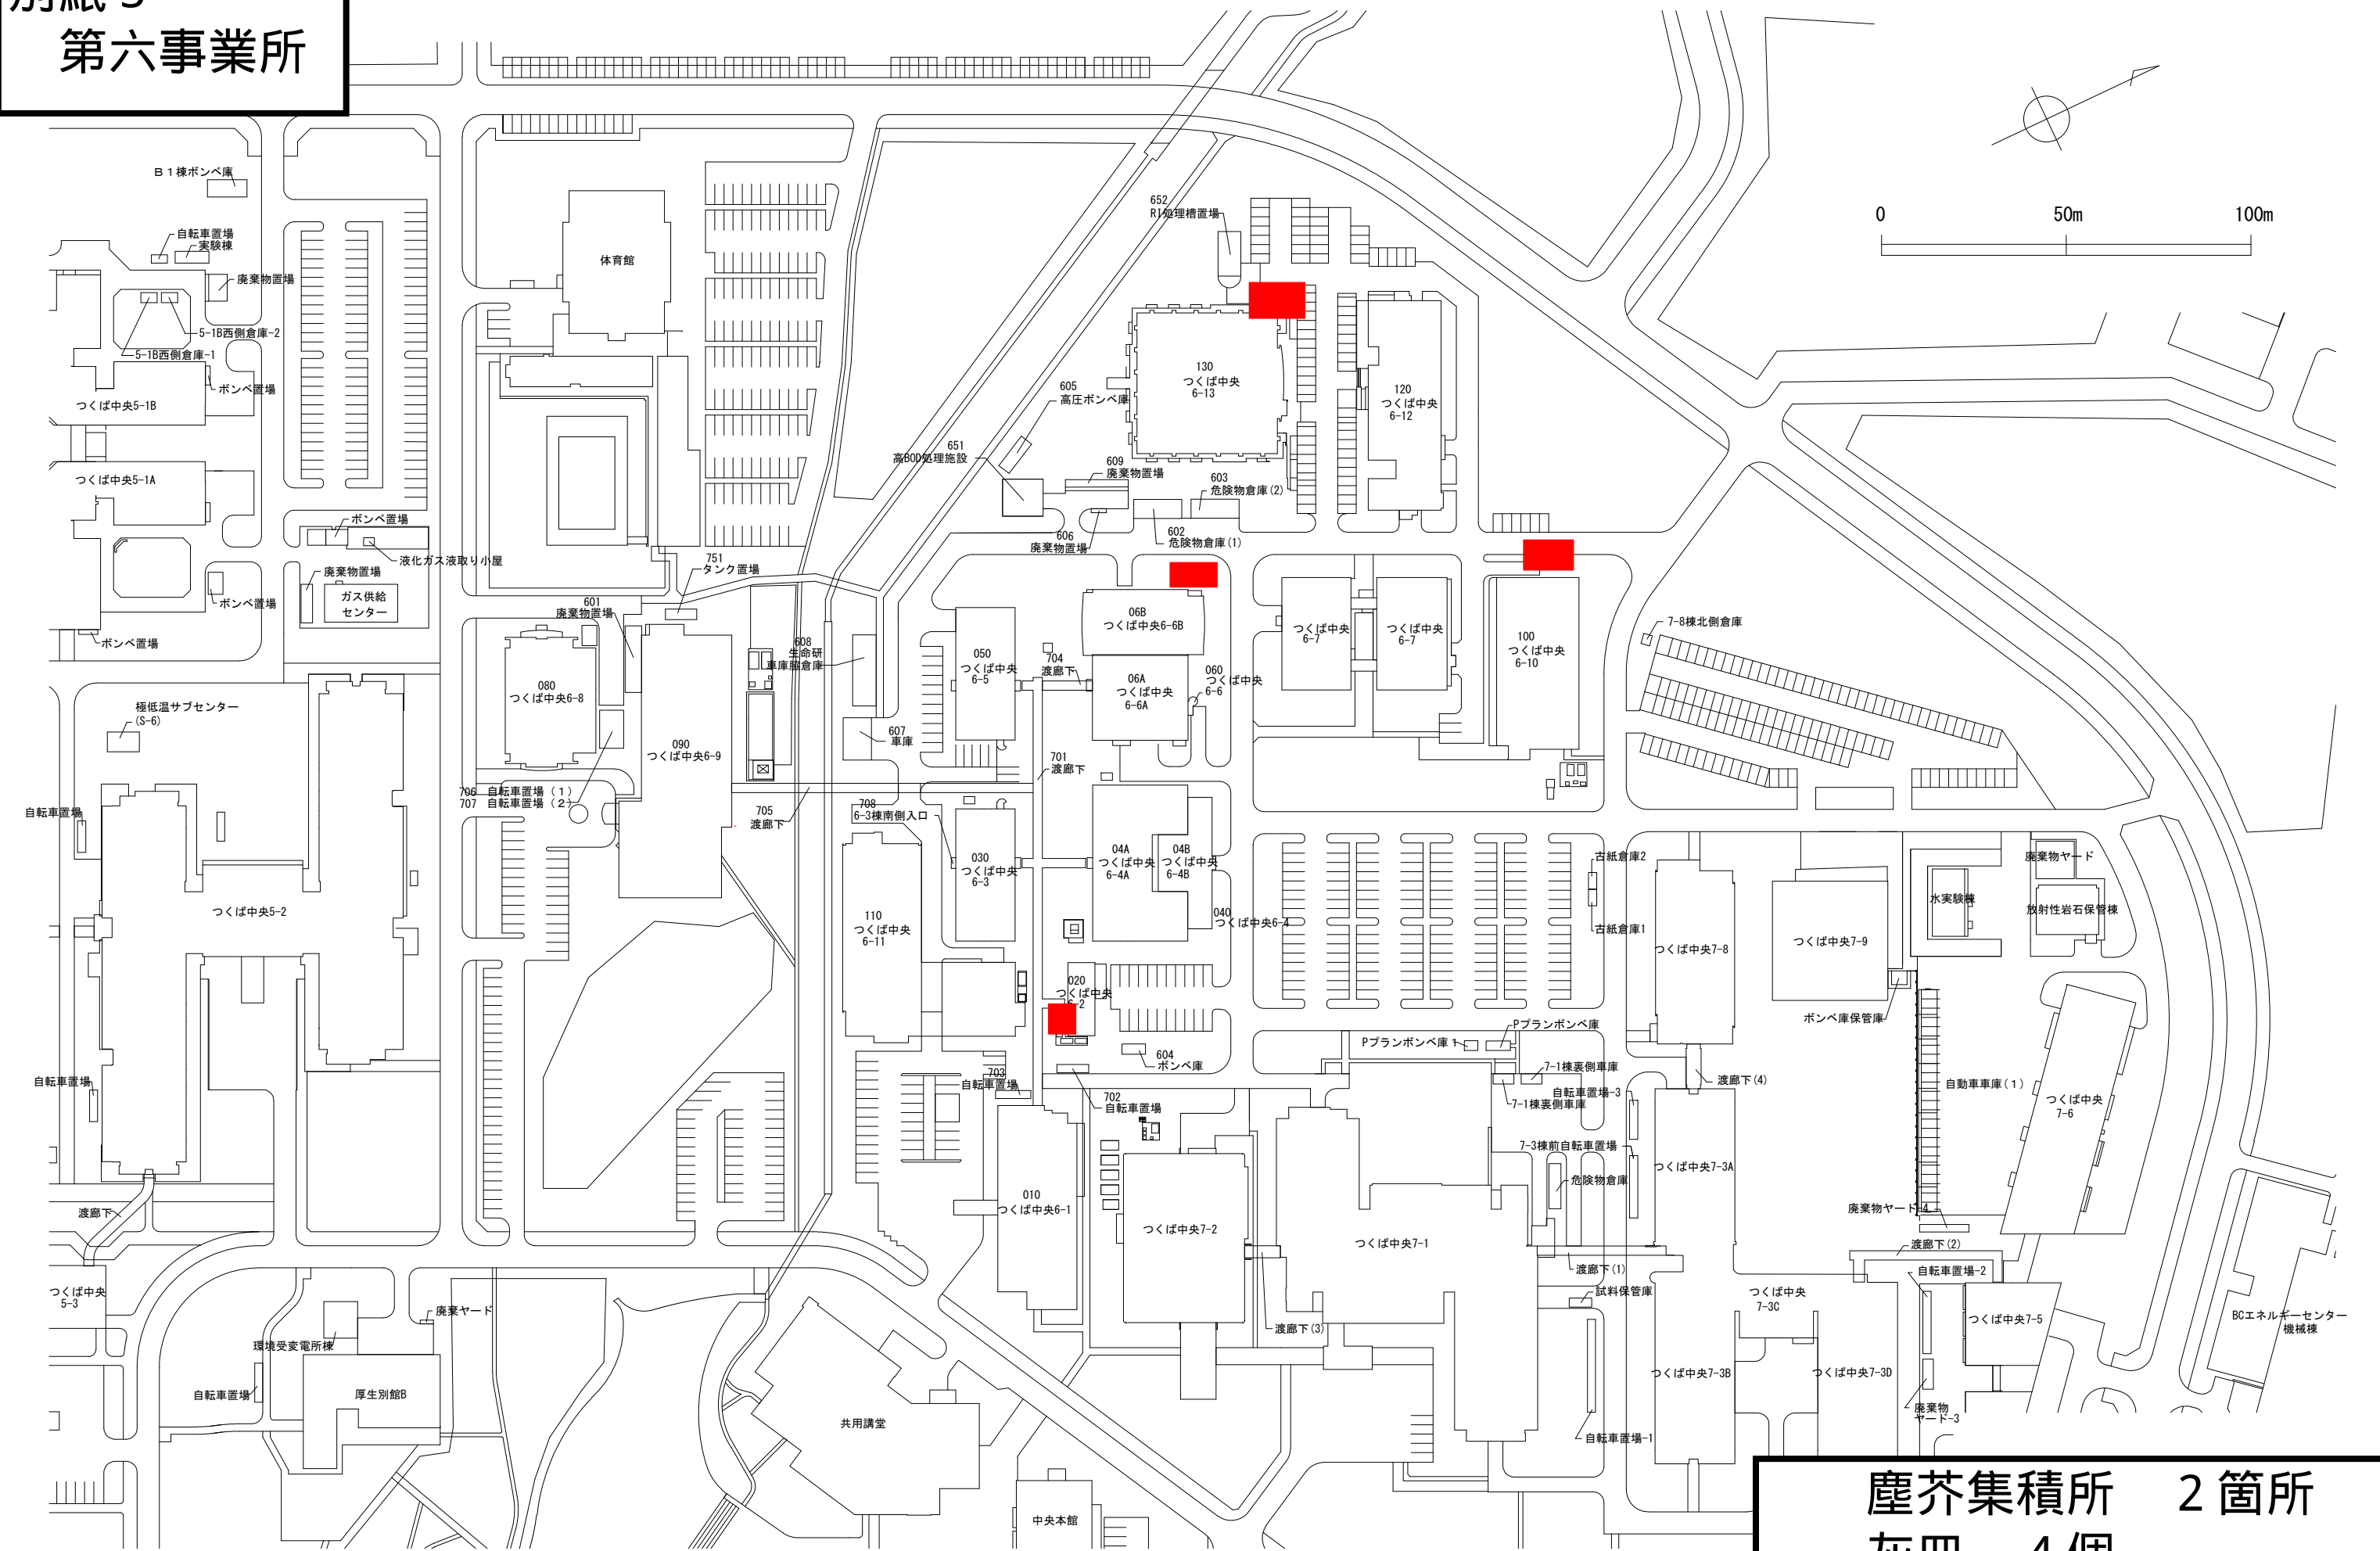 別紙
第六事業所
0
50m
100m
B1棟ボンベ庫
自転車置場
実験棟
廃棄物置場
5-1B西側倉庫-2
5-1B西側倉庫-1
ボンベ置場
つくば中央5-1B
つくば中央5-1A
ボンベ置場
液化ガス液取り小屋
廃棄物置場
ガス供給
センター
ボンベ置場
ボンベ置場
体育館
652
RI処理槽置場
130
つくば中央
6-13
120
つくば中央
6-12
605
高圧ボンベ庫
651
高BOD処理施設
609
廃棄物置場
603
危険物倉庫(2)
602
危険物倉庫(1)
606
廃棄物置場
751
タンク置場
601
廃棄物置場
608
生命研
車庫脇倉庫
080
つくば中央6-8
090
つくば中央6-9
050
つくば中央
6-5
704
渡廊下
06B
つくば中央6-6B
06A
つくば中央
6-6A
060
つくば中央
6-6
つくば中央
6-7
つくば中央
6-7
100
つくば中央
6-10
7-8棟北側倉庫
極低温サブセンター
(S-6)
607
車庫
701
渡廊下
706 自転車置場(1)
707 自転車置場(2)
705
渡廊下
708
6-3棟南側入口
自転車置場
つくば中央5-2
110
つくば中央
6-11
030
つくば中央
6-3
04A
つくば中央
6-4A
04B
つくば中央
6-4B
040
つくば中央6-4
古紙倉庫2
古紙倉庫1
つくば中央7-8
つくば中央7-9
水実験棟
廃棄物ヤード
放射性岩石保管棟
020
つくば中央
6-2
604
ボンベ庫
Pプランボンベ庫1
Pプランボンベ庫
ボンベ庫保管庫
7-1棟裏側車庫
7-1棟裏側車庫
自転車置場-3
渡廊下(4)
自動車車庫(1)
つくば中央
7-6
自転車置場
703
自転車置場
702
自転車置場
7-3棟前自転車置場
危険物倉庫
つくば中央7-3A
010
つくば中央6-1
つくば中央7-2
つくば中央7-1
渡廊下
廃棄物ヤード-4
渡廊下(2)
渡廊下(1)
自転車置場-2
試料保管庫
つくば中央
7-3C
つくば中央7-5
BCエネルギーセンター
機械棟
つくば中央
5-3
廃棄ヤード
環境受変電所棟
渡廊下(3)
自転車置場
厚生別館B
共用講堂
つくば中央7-3B
つくば中央7-3D
廃棄物
ヤード-3
自転車置場-1
中央本館
塵芥集積所 2箇所
灰皿 4個